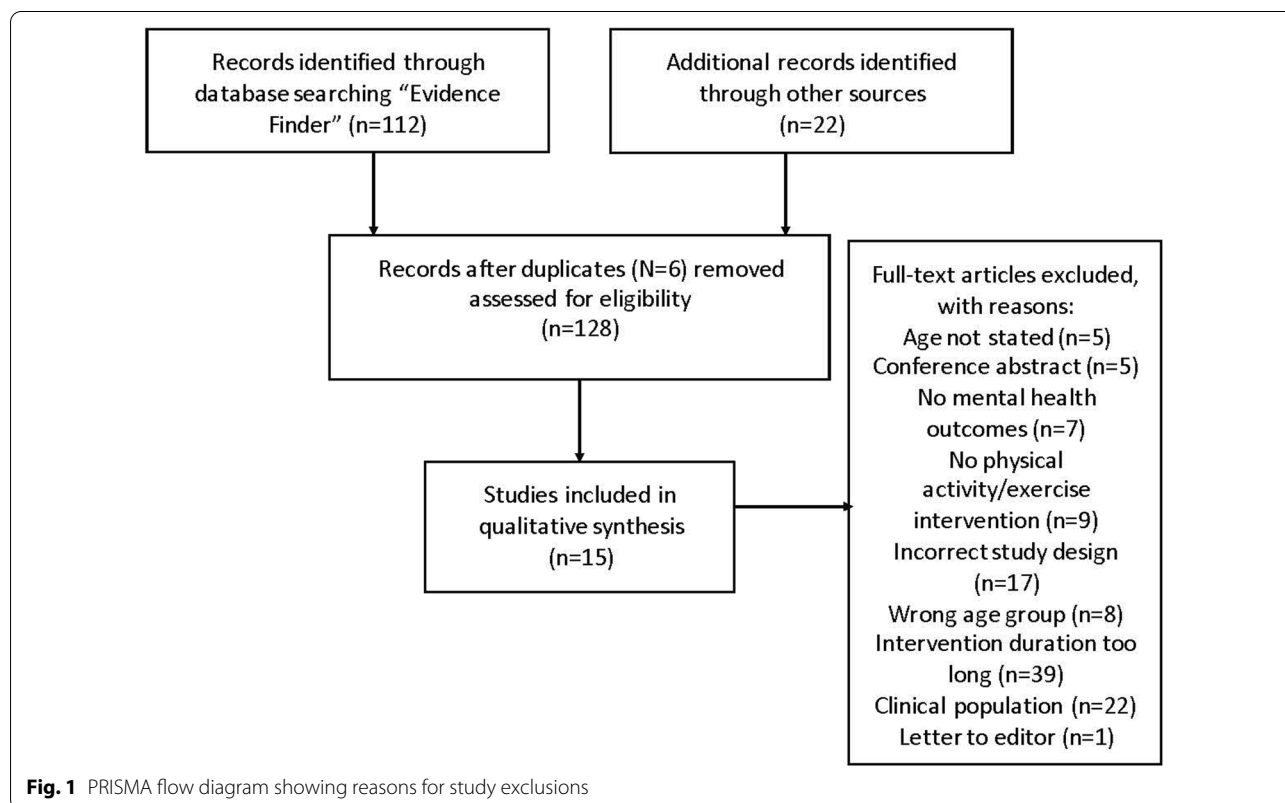 Records identified through
database searching “Evidence
Finder” (n=112)
Additional records identified
through other sources
(n=22)
Records after duplicates (N=6) removed
assessed for eligibility
(n=128)
Full-text articles excluded,
with reasons:
Age not stated (n=5)
Conference abstract (n=5)
No mental health
outcomes (n=7)
No physical
activity/exercise
intervention (n=9)
Incorrect study design
(n=17)
Wrong age group (n=8)
Intervention duration too
long (n=39)
Clinical population (n=22)
Letter to editor (n=1)
Studies included in
qualitative synthesis
(n=15)
Fig. 1 PRISMA flow diagram showing reasons for study exclusions